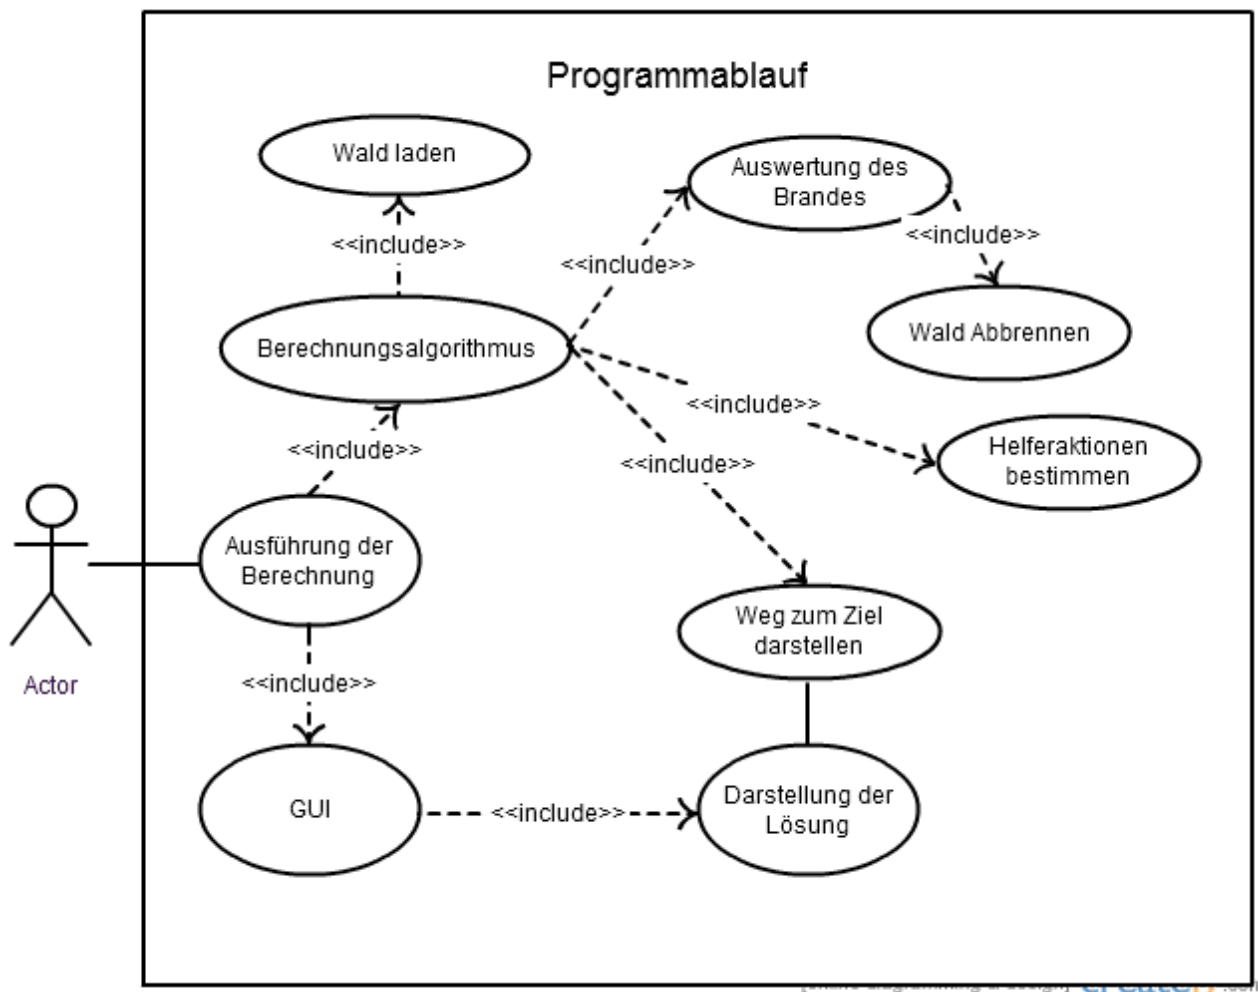 Programmablauf
Wald laden
Auswertung des
Brandes
<<include>>
<<include>>
<<include>>
Wald Abbrennen
Berechnungsalgorithmus
<<include>>
Helferaktionen
bestimmen
<<include>>
<<include>>
Ausführung der
Berechnung
Weg zum Ziel
darstellen
<<include>>
Actor
GUI
<<include>>
Darstellung der
Lösung